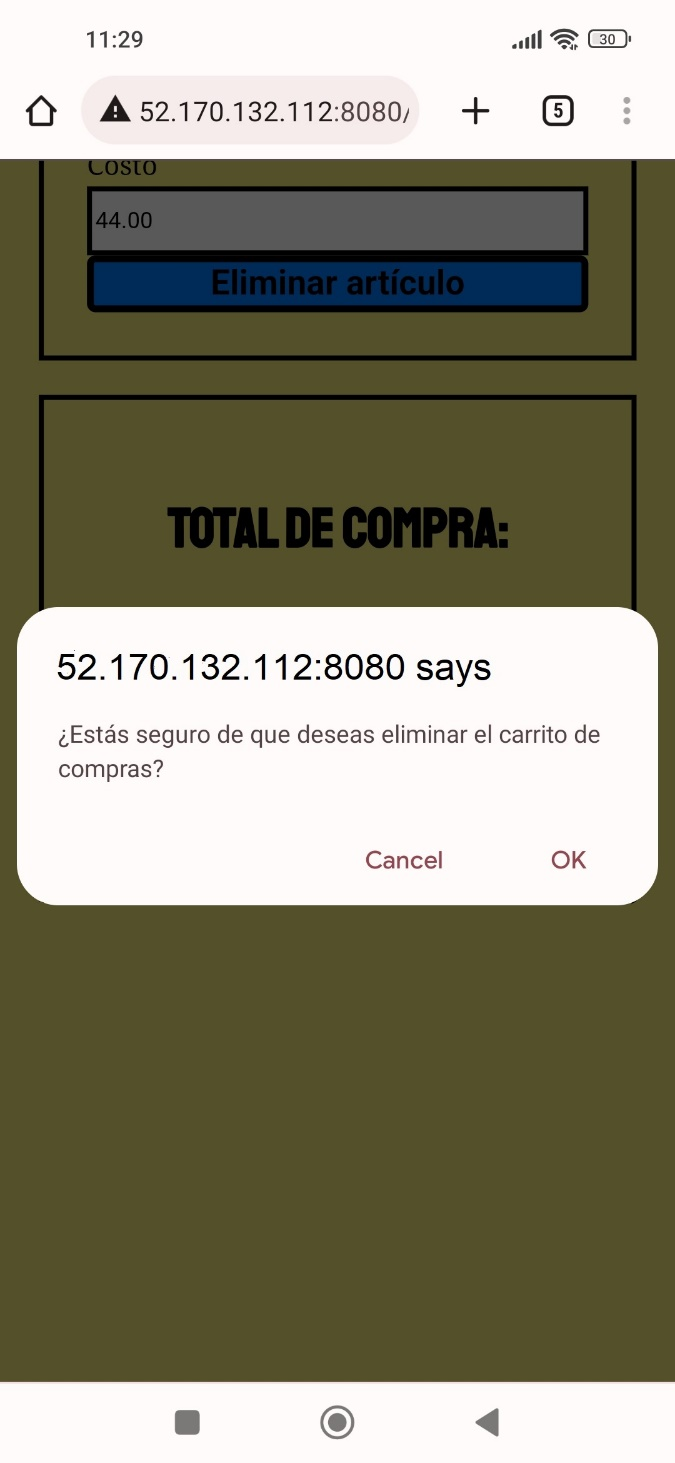 11:29
30
52.170.132.112:8080/
5
Costo
44.00
Eliminar artículo
TOTAL DE COMPRA:
52.170.132.112:8080 says
¿Estás seguro de que deseas eliminar el carrito de
compras?
Cancel OK